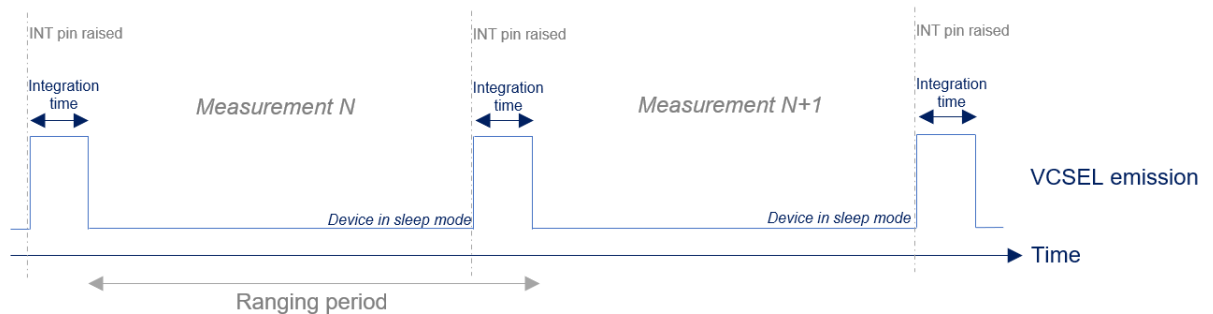 INT pin raised
INT pin raised
INT pin raised
Integration
time
Measurement N
Integration
time
Measurement N+1
Integration
time
VCSEL emission
Device in sleep mode
Device in sleep mode
Time
Ranging period